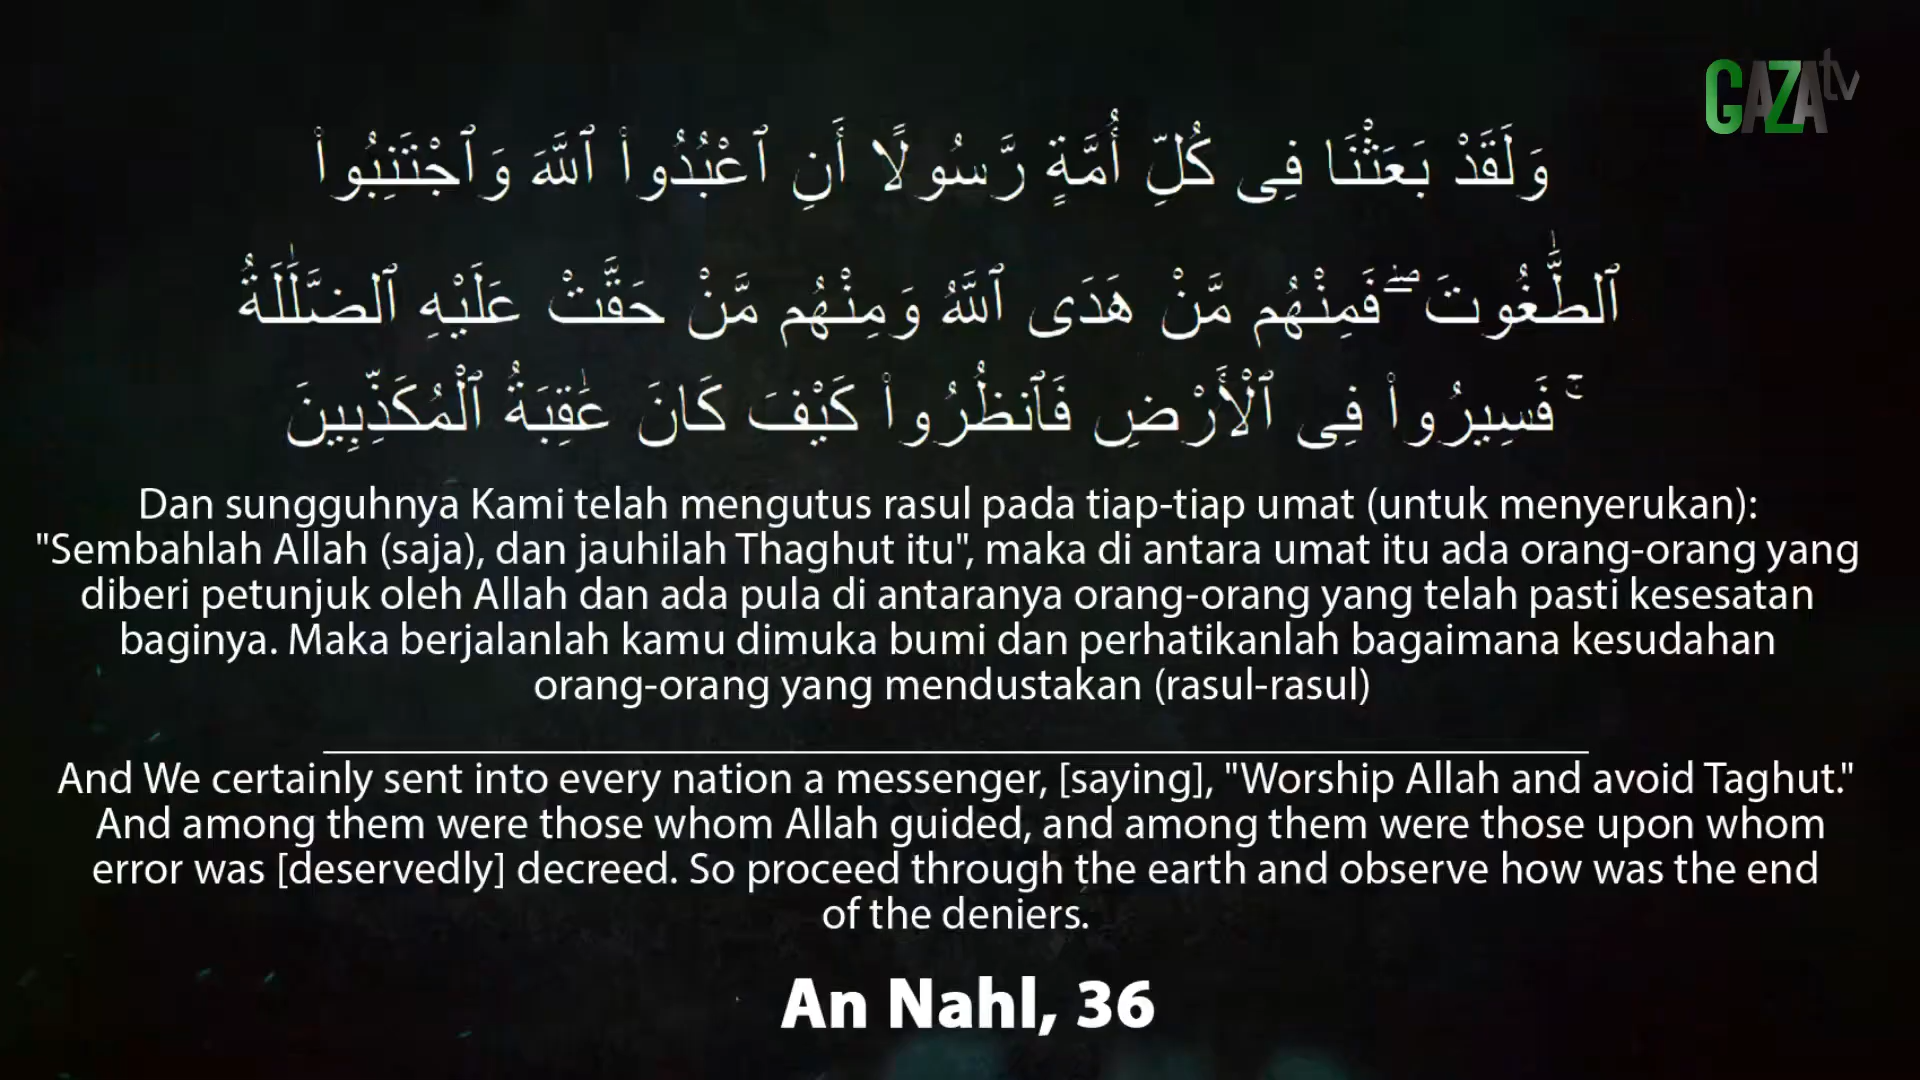 GAZAtv
وَلَقَدْ بَعَثْنَا فِى كُلِّ أُمَّةٍ رَّسُولًا أَنِ ٱعْبُدُوا۟ ٱللَّهَ وَٱجْتَنِبُوا۟
ٱلطَّٰغُوتَ ۖ فَمِنْهُم مَّنْ هَدَى ٱللَّهُ وَمِنْهُم مَّنْ حَقَّتْ عَلَيْهِ ٱلضَّلَٰلَةُ
ۚ فَسِيرُوا۟ فِى ٱلْأَرْضِ فَٱنظُرُوا۟ كَيْفَ كَانَ عَٰقِبَةُ ٱلْمُكَذِّبِينَ
Dan sungguhnya Kami telah mengutus rasul pada tiap-tiap umat (untuk menyerukan):
"Sembahlah Allah (saja), dan jauhilah Thaghut itu", maka di antara umat itu ada orang-orang yang
diberi petunjuk oleh Allah dan ada pula di antaranya orang-orang yang telah pasti kesesatan
baginya. Maka berjalanlah kamu dimuka bumi dan perhatikanlah bagaimana kesudahan
orang-orang yang mendustakan (rasul-rasul)
And We certainly sent into every nation a messenger, [saying], "Worship Allah and avoid Taghut."
And among them were those whom Allah guided, and among them were those upon whom
error was [deservedly] decreed. So proceed through the earth and observe how was the end
of the deniers.
An Nahl, 36